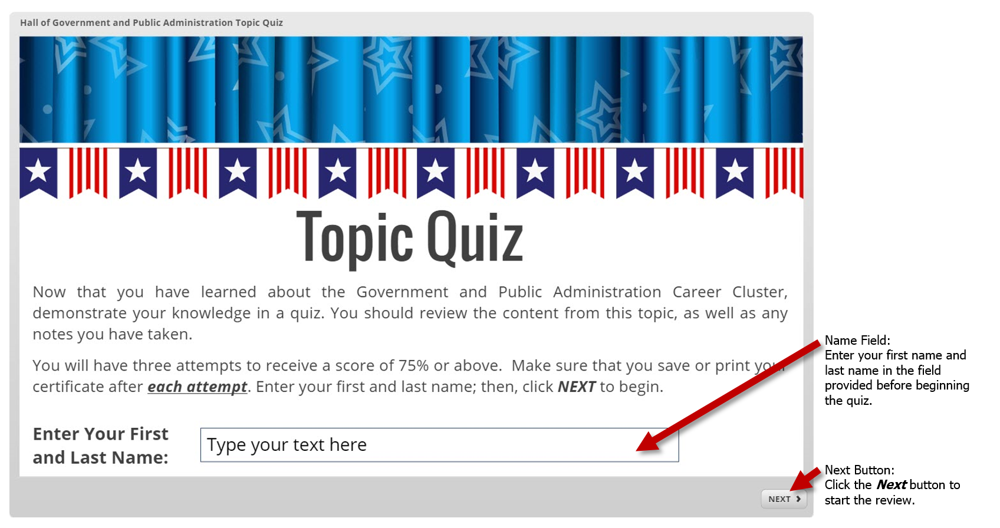 Hall of Government and Public Administration Topic Quiz
Topic Quiz
Now that you have learned about the Government and Public Administration Career Cluster,
demonstrate your knowledge in a quiz. You should review the content from this topic, as well as any
notes you have taken.
You will have three attempts to receive a score of 75% or above. Make sure that you save or print your
certificate after each attempt. Enter your first and last name; then, click NEXT to begin.
Enter Your First
and Last Name:
Type your text here
NEXT
Name Field:
Enter your first name and
last name in the field
provided before beginning
the quiz.
Next Button:
Click the Next button to
start the review.